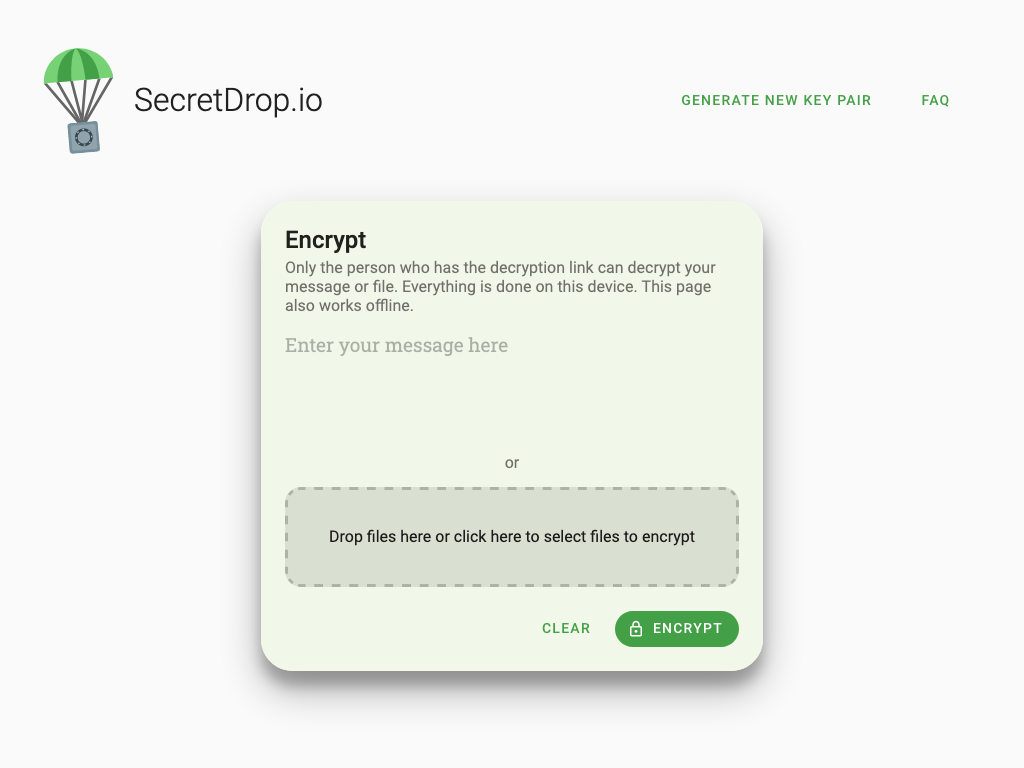 SecretDrop.io
GENERATE NEW KEY PAIR
FAQ
Encrypt
Only the person who has the decryption link can decrypt your
message or file. Everything is done on this device. This page
also works offline.
Enter your message here
or
Drop files here or click here to select files to encrypt
CLEAR
ENCRYPT